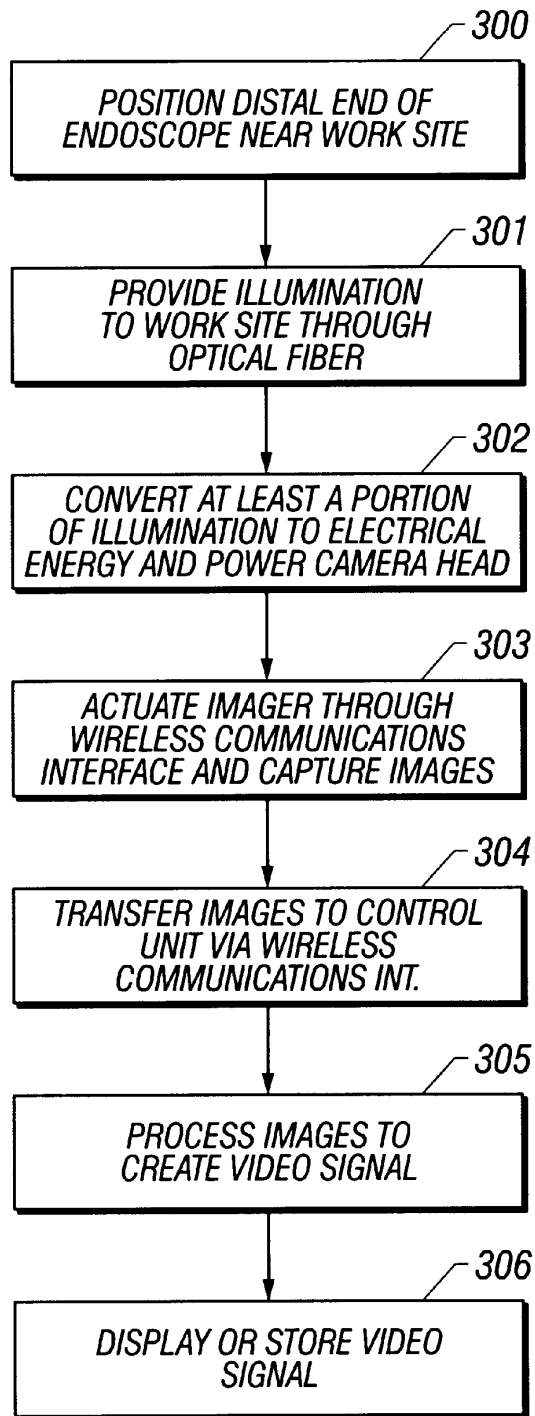 300
POSITION DISTAL END OF
ENDOSCOPE NEAR WORK SITE
301
PROVIDE ILLUMINATION
TO WORK SITE THROUGH
OPTICAL FIBER
302
CONVERT AT LEAST A PORTION
OF ILLUMINATION TO ELECTRICAL
ENERGY AND POWER CAMERA HEAD
303
ACTUATE IMAGER THROUGH
WIRELESS COMMUNICATIONS
INTERFACE AND CAPTURE IMAGES
304
TRANSFER IMAGES TO CONTROL
UNIT VIA WIRELESS
COMMUNICATIONS INT.
305
PROCESS IMAGES TO
CREATE VIDEO SIGNAL
306
DISPLAY OR STORE VIDEO
SIGNAL